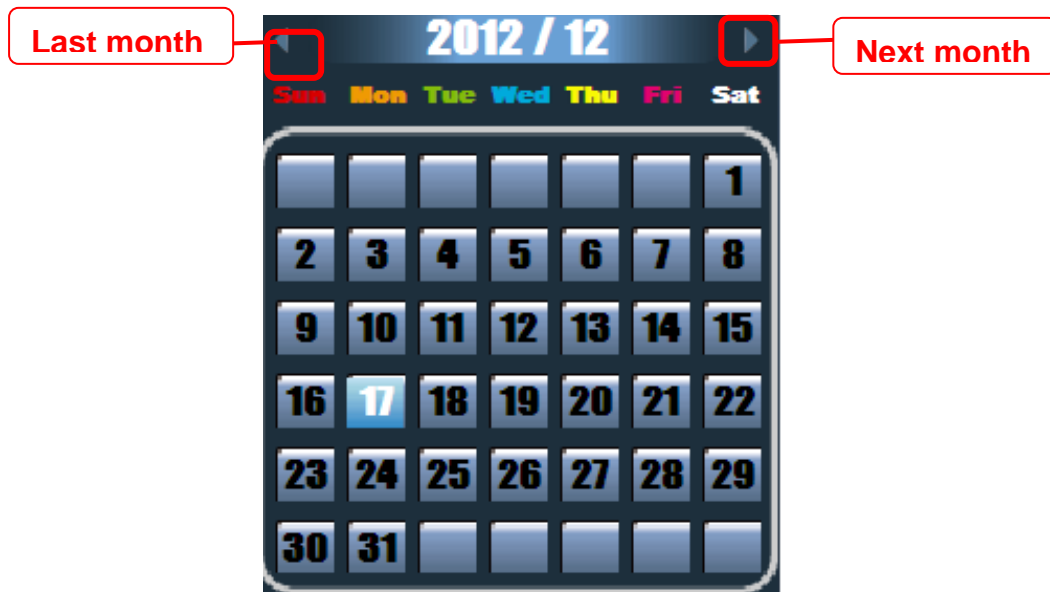 Last month
2012 / 12
Next month
Sun Mon Tue Wed Thu Fri Sat
1
2 3 4 5 6 7 8
9 10 11 12 13 14 15
16 17 18 19 20 21 22
23 24 25 26 27 28 29
30 31